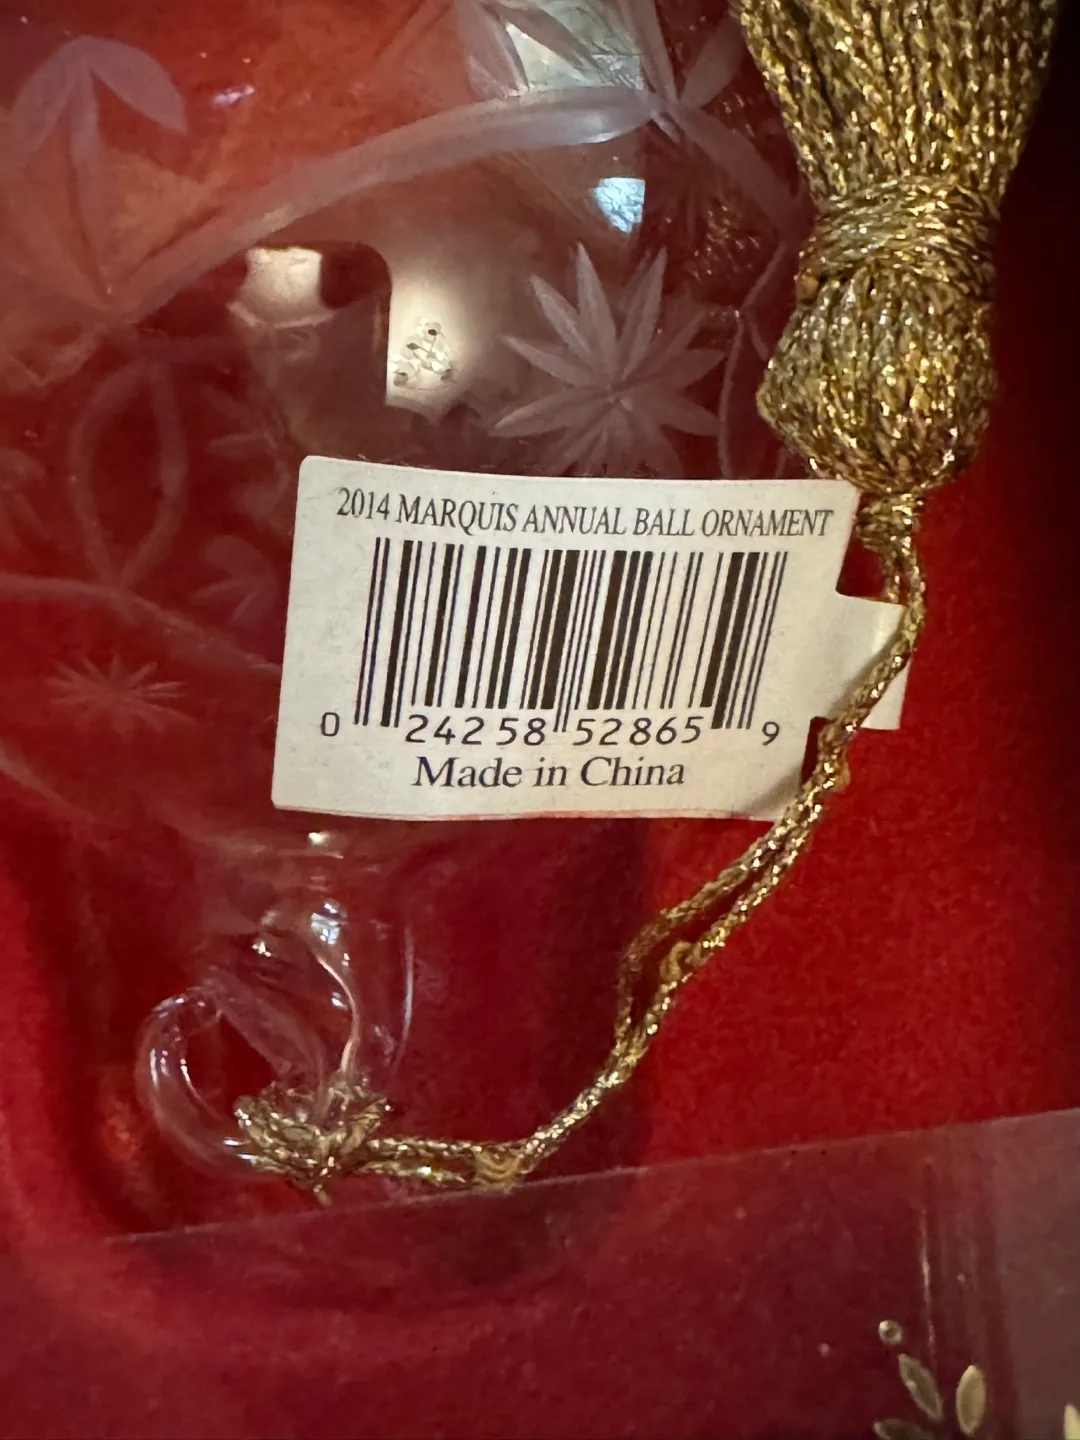 2014 MARQUIS ANNUAL BALL ORNAMENT
0 24258 52865 9
Made in China